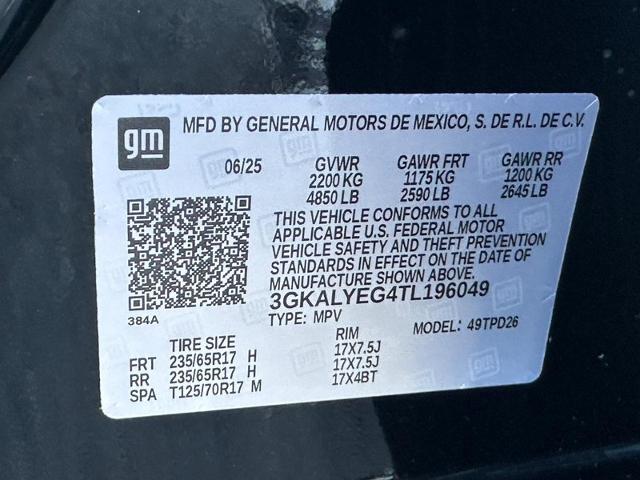 gm
MFD BY GENERAL MOTORS DE MEXICO, S. DE R.L. DE C.V.
06/25 GVWR GAWR FRT GAWR RR
2200 KG 1175 KG 1200 KG
4850 LB 2590 LB 2645 LB
THIS VEHICLE CONFORMS TO ALL
APPLICABLE U.S. FEDERAL MOTOR
VEHICLE SAFETY AND THEFT PREVENTION
STANDARDS IN EFFECT ON THE DATE OF
MANUFACTURE SHOWN ABOVE.
3GKALYEG4TL196049
384A
TYPE: MPV MODEL: 49TPD26
TIRE SIZE RIM
FRT 235/65R17 H 17X7.5J
RR 235/65R17 H 17X7.5J
SPA T125/70R17 M 17X4BT